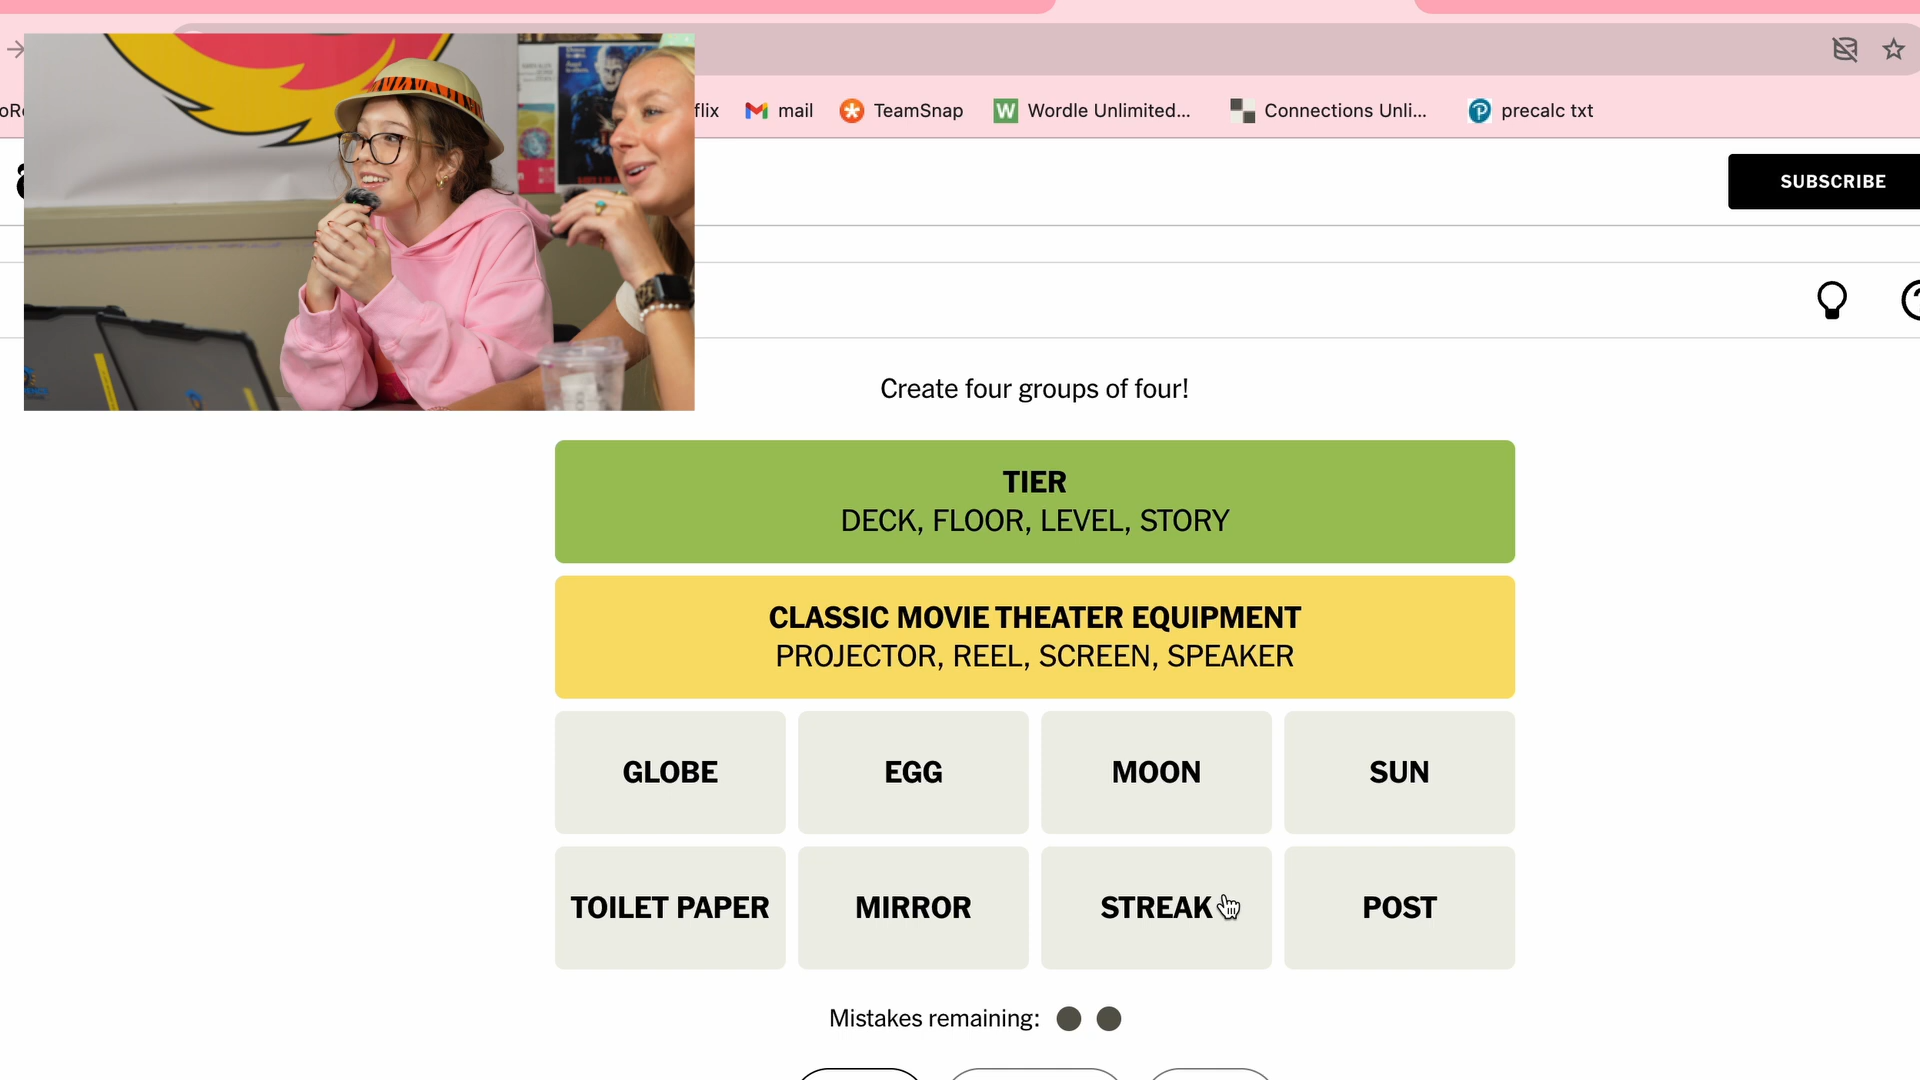 oRe
flix
mail
TeamSnap
W
Wordle Unlimited...
Connections Unli...
P
precalc txt
SUBSCRIBE
Create four groups of four!
TIER
DECK, FLOOR, LEVEL, STORY
CLASSIC MOVIE THEATER EQUIPMENT
PROJECTOR, REEL, SCREEN, SPEAKER
GLOBE
EGG
MOON
SUN
TOILET PAPER
MIRROR
STREAK
POST
Mistakes remaining: